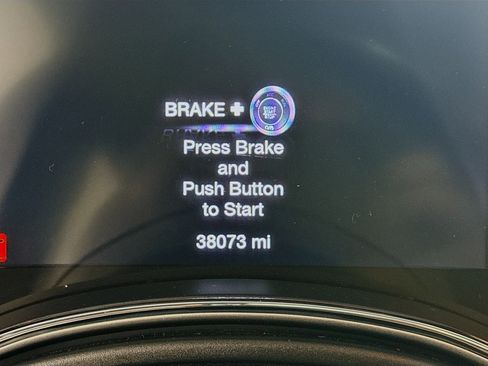 BRAKE +
Press Brake
and
Push Button
to Start
38073 mi